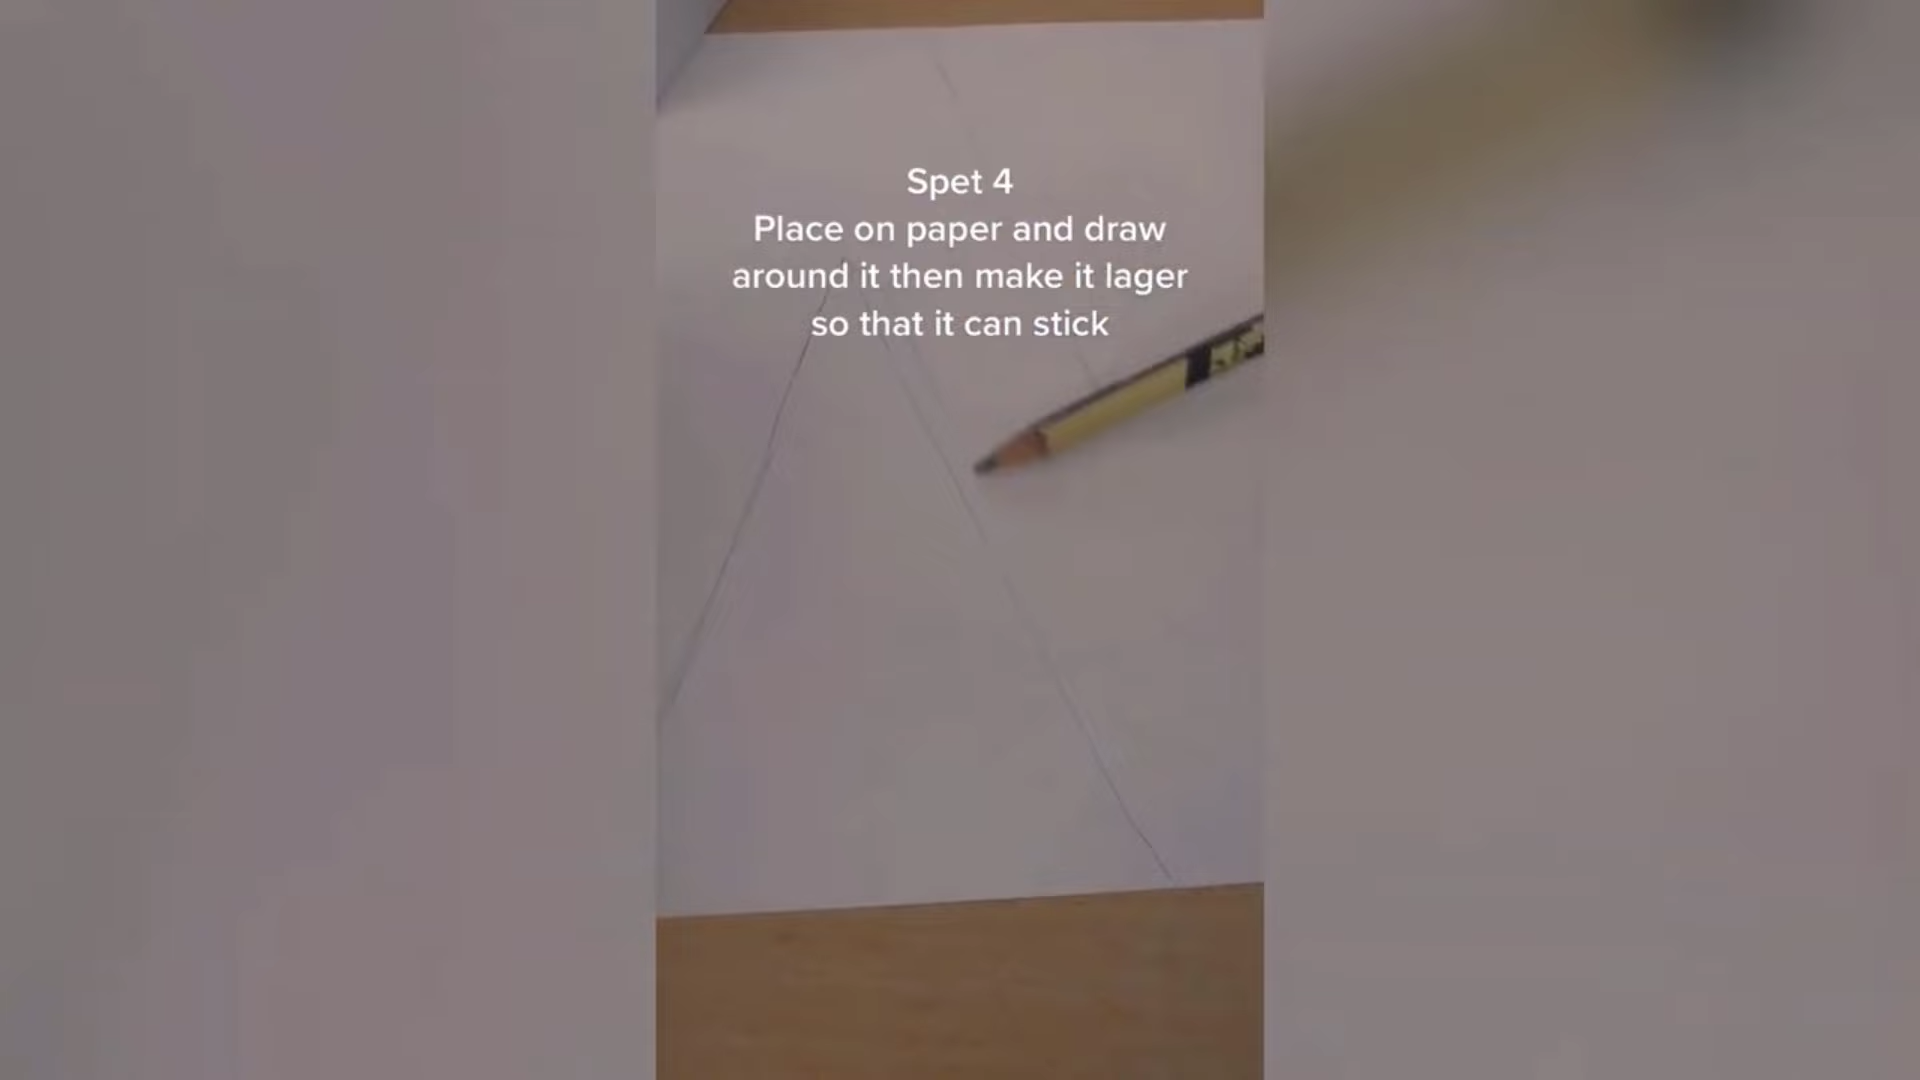 Spet 4
Place on paper and draw
around it then make it lager
so that it can stick